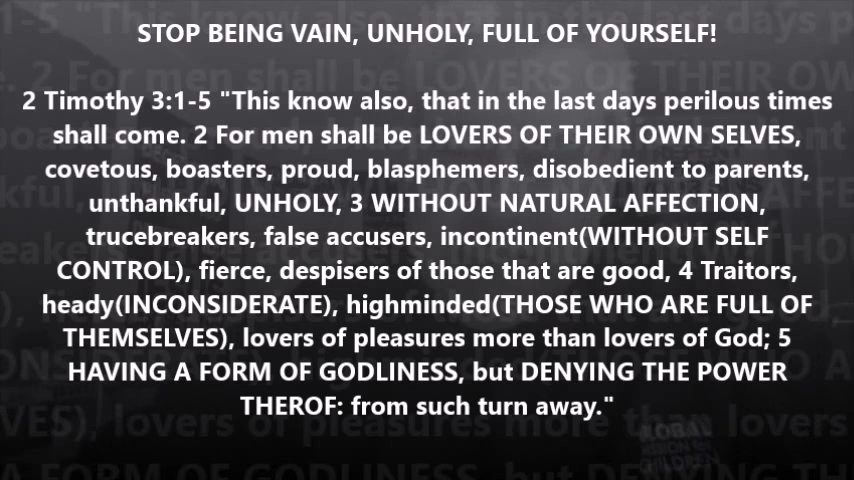 STOP BEING VAIN, UNHOLY, FULL OF YOURSELF!
2 Timothy 3:1-5 "This know also, that in the last days perilous times
shall come. 2 For men shall be LOVERS OF THEIR OWN SELVES,
covetous, boasters, proud, blasphemers, disobedient to parents,
unthankful, UNHOLY, 3 WITHOUT NATURAL AFFECTION,
trucebreakers, false accusers, incontinent(WITHOUT SELF
CONTROL), fierce, despisers of those that are good, 4 Traitors,
heady(INCONSIDERATE), highminded(THOSE WHO ARE FULL OF
THEMSELVES), lovers of pleasures more than lovers of God; 5
HAVING A FORM OF GODLINESS, but DENYING THE POWER
THEROF: from such turn away."